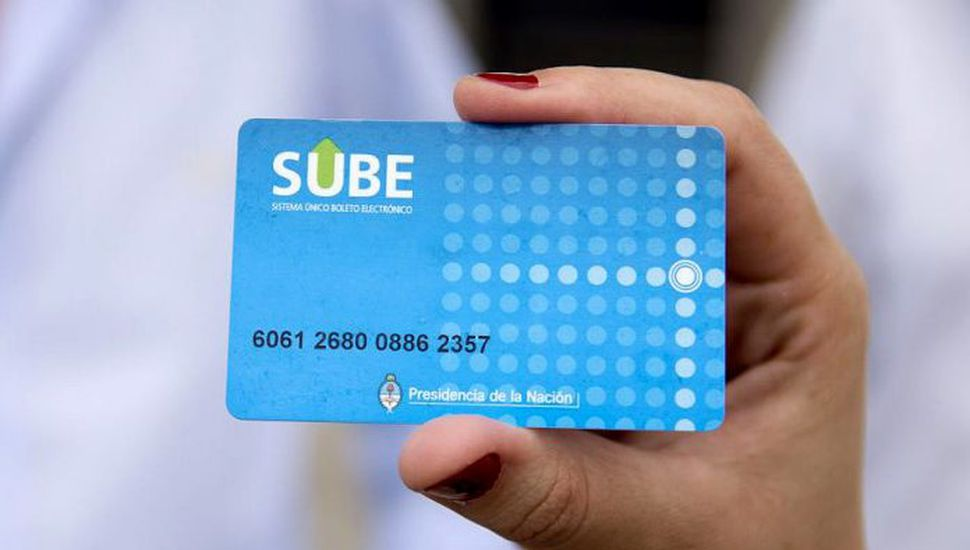 SUBE
SISTEMA ÚNICO BOLETO ELECTRÓNICO
6061 2680 0886 2357
Presidencia de la Nación